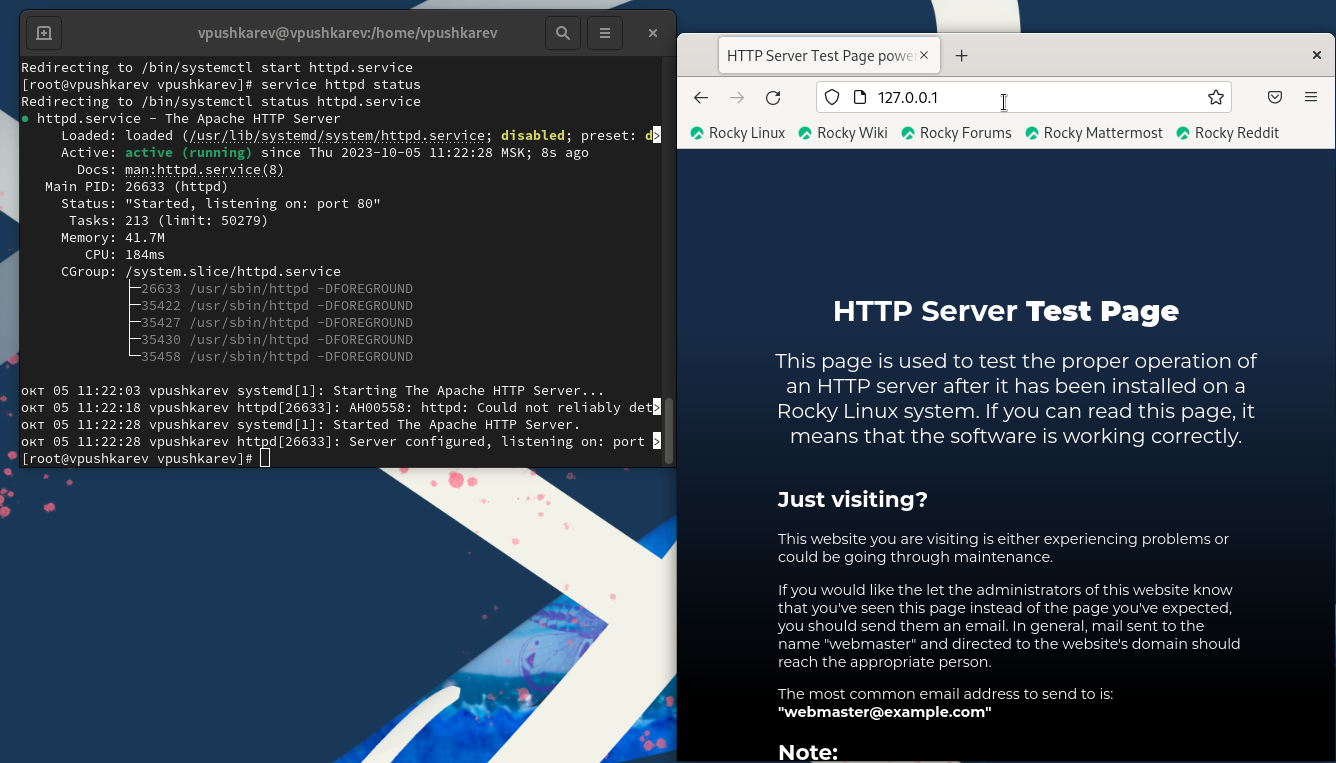 vpushkarev@vpushkarev:/home/vpushkarev
Redirecting to /bin/systemctl start httpd.service
[root@vpushkarev vpushkarev]# service httpd status
Redirecting to /bin/systemctl status httpd.service
● httpd.service - The Apache HTTP Server
Loaded: loaded (/usr/lib/systemd/system/httpd.service; disabled; preset: d>
Active: active (running) since Thu 2023-10-05 11:22:28 MSK; 8s ago
Docs: man:httpd.service(8)
Main PID: 26633 (httpd)
Status: "Started, listening on: port 80"
Tasks: 213 (limit: 50279)
Memory: 41.7M
CPU: 184ms
CGroup: /system.slice/httpd.service
├─26633 /usr/sbin/httpd -DFOREGROUND
├─35422 /usr/sbin/httpd -DFOREGROUND
├─35427 /usr/sbin/httpd -DFOREGROUND
├─35430 /usr/sbin/httpd -DFOREGROUND
└─35458 /usr/sbin/httpd -DFOREGROUND
окт 05 11:22:03 vpushkarev systemd[1]: Starting The Apache HTTP Server...
окт 05 11:22:18 vpushkarev httpd[26633]: AH00558: httpd: Could not reliably det>
окт 05 11:22:28 vpushkarev systemd[1]: Started The Apache HTTP Server.
окт 05 11:22:28 vpushkarev httpd[26633]: Server configured, listening on: port >
[root@vpushkarev vpushkarev]#
HTTP Server Test Page powe
127.0.0.1
Rocky Linux Rocky Wiki Rocky Forums Rocky Mattermost Rocky Reddit
HTTP Server Test Page
This page is used to test the proper operation of
an HTTP server after it has been installed on a
Rocky Linux system. If you can read this page, it
means that the software is working correctly.
Just visiting?
This website you are visiting is either experiencing problems or
could be going through maintenance.
If you would like the let the administrators of this website know
that you've seen this page instead of the page you've expected,
you should send them an email. In general, mail sent to the
name "webmaster" and directed to the website's domain should
reach the appropriate person.
The most common email address to send to is:
"webmaster@example.com"
Note: